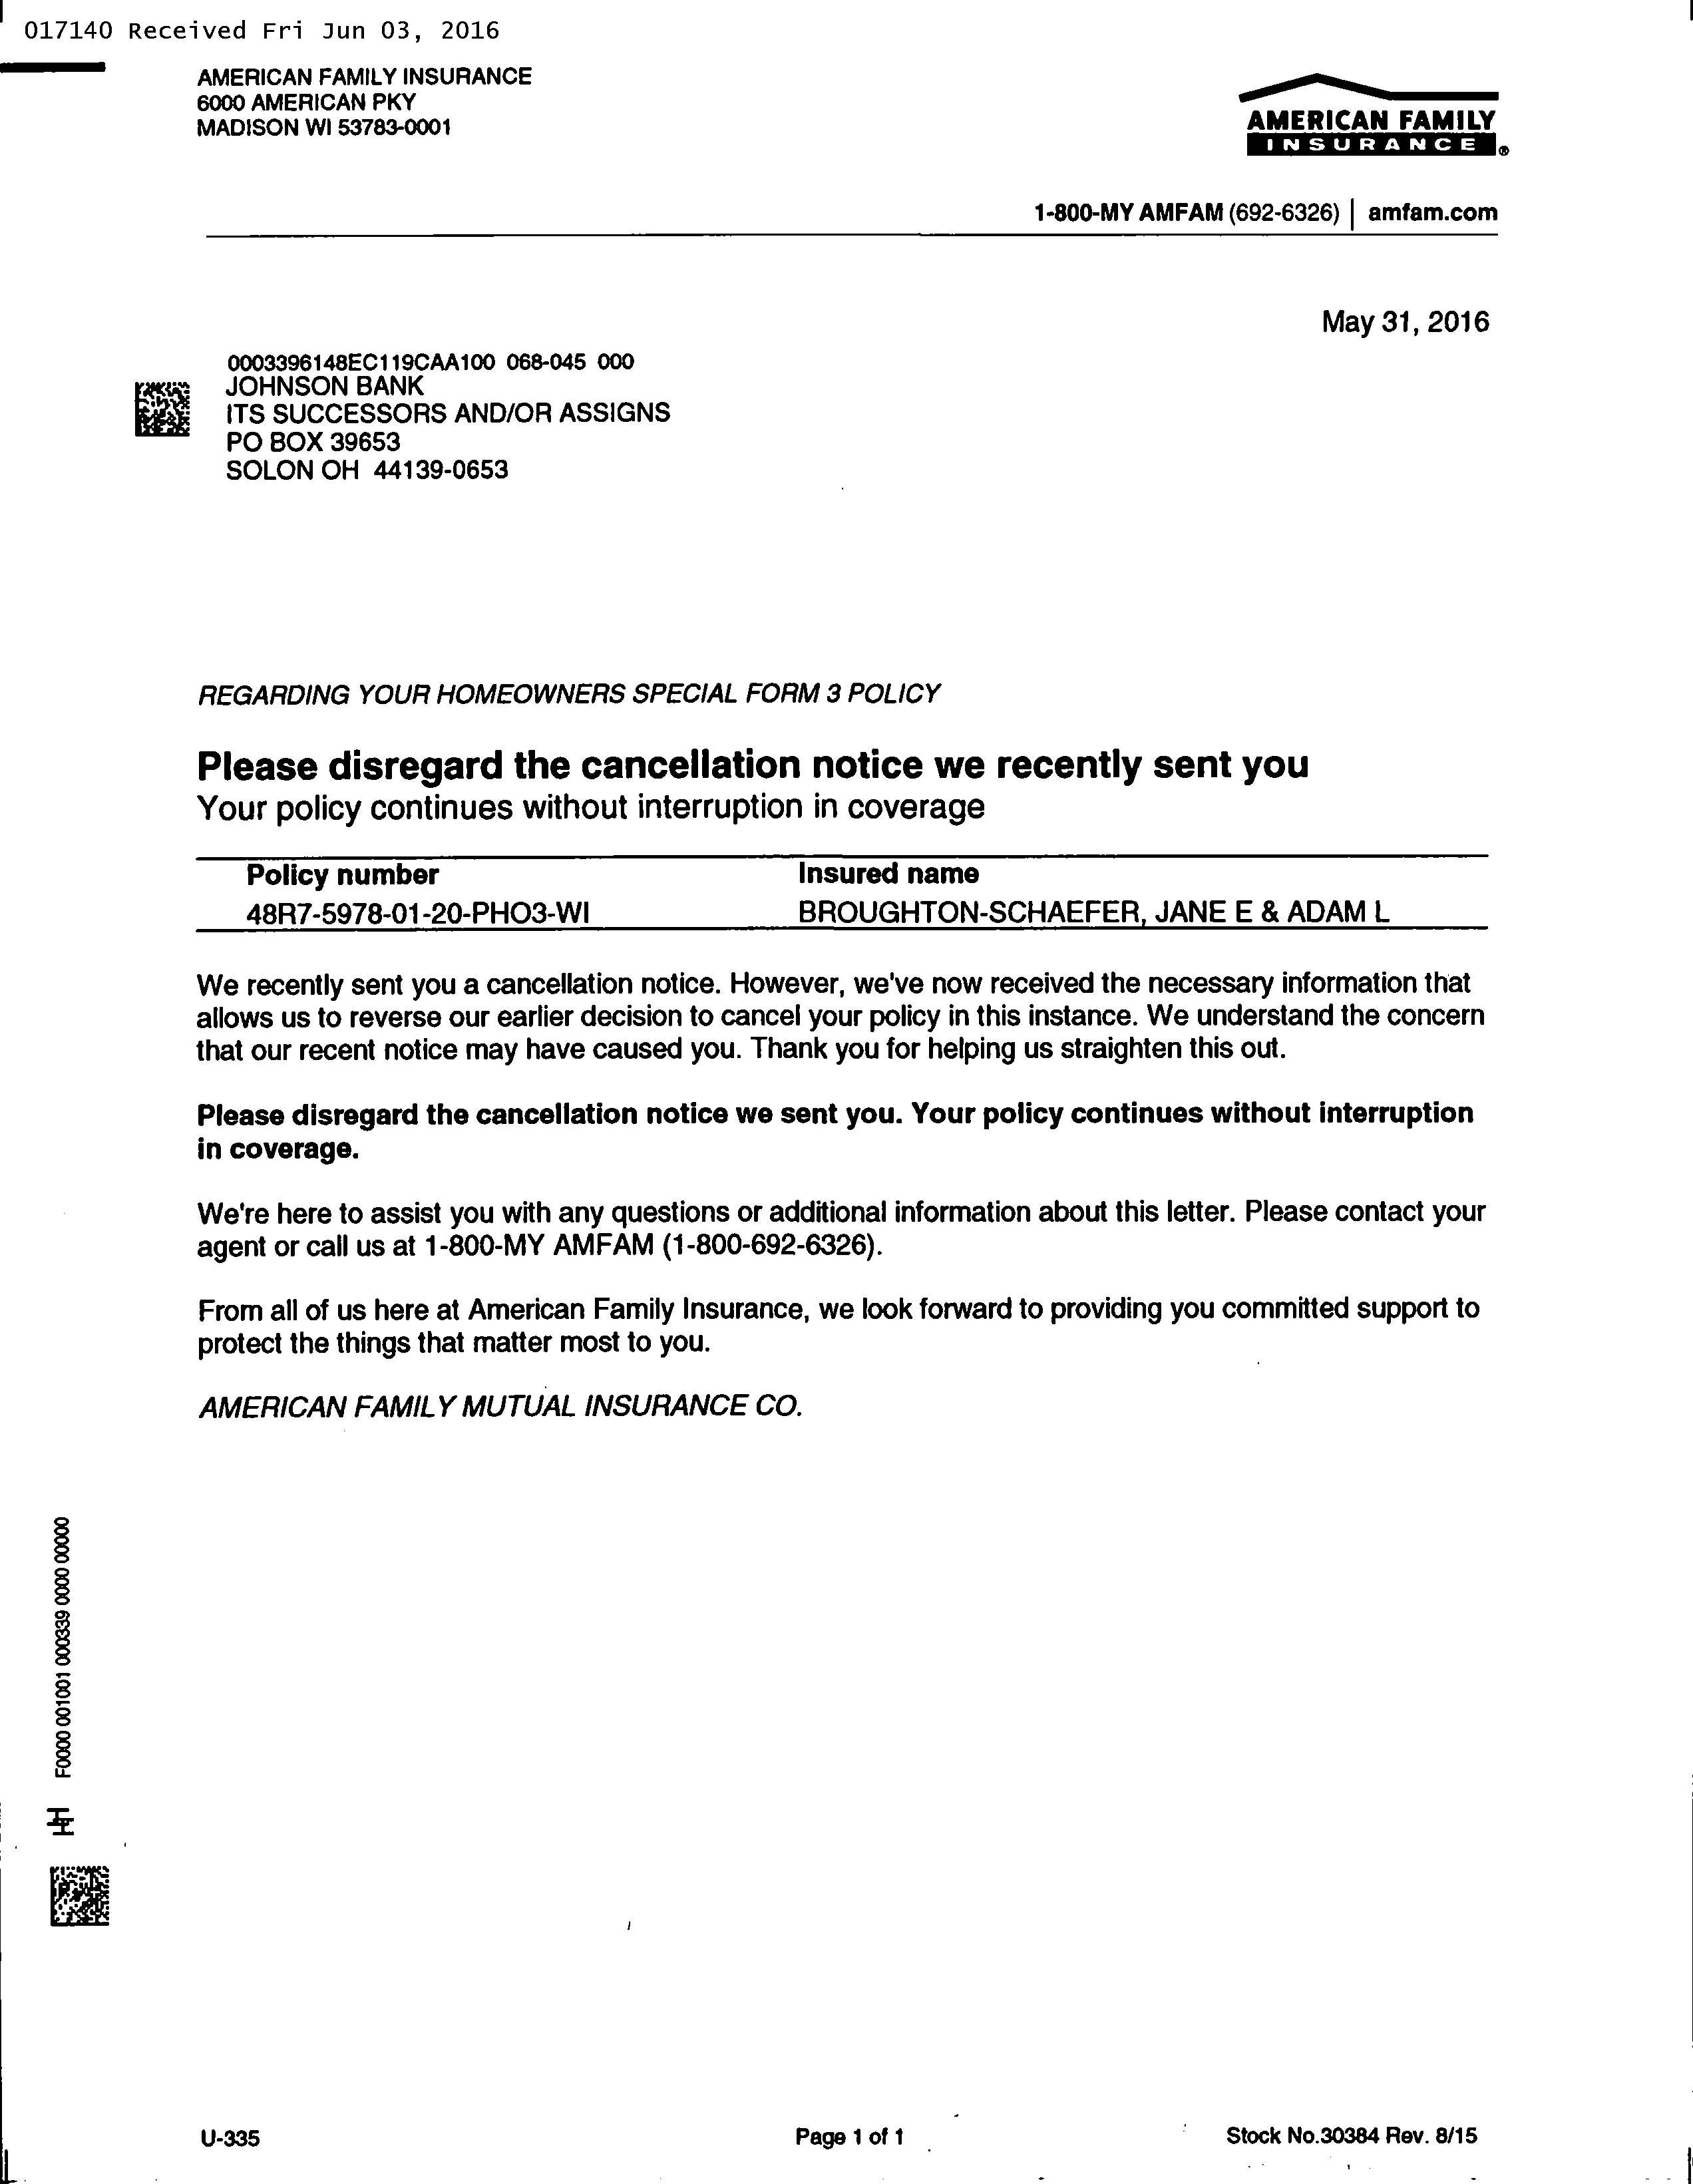 017140 Received Fri Jun 03, 2016
AMERICAN FAMILY INSURANCE
6000 AMERICAN PKY
MADISON WI 53783-0001
AMERICAN FAMILY
INSURANCE ®
1-800-MY AMFAM (692-6326) | amfam.com
May 31, 2016
0003396148EC119CAA100 068-045 000
JOHNSON BANK
ITS SUCCESSORS AND/OR ASSIGNS
PO BOX 39653
SOLON OH 44139-0653
REGARDING YOUR HOMEOWNERS SPECIAL FORM 3 POLICY
Please disregard the cancellation notice we recently sent you
Your policy continues without interruption in coverage
Policy number Insured name
48R7-5978-01-20-PHO3-WI BROUGHTON-SCHAEFER, JANE E & ADAM L
We recently sent you a cancellation notice. However, we've now received the necessary information that
allows us to reverse our earlier decision to cancel your policy in this instance. We understand the concern
that our recent notice may have caused you. Thank you for helping us straighten this out.
Please disregard the cancellation notice we sent you. Your policy continues without interruption
in coverage.
We're here to assist you with any questions or additional information about this letter. Please contact your
agent or call us at 1-800-MY AMFAM (1-800-692-6326).
From all of us here at American Family Insurance, we look forward to providing you committed support to
protect the things that matter most to you.
AMERICAN FAMILY MUTUAL INSURANCE CO.
F0000 001001 000339 0000 00000
U-335 Page 1 of 1 Stock No.30384 Rev. 8/15